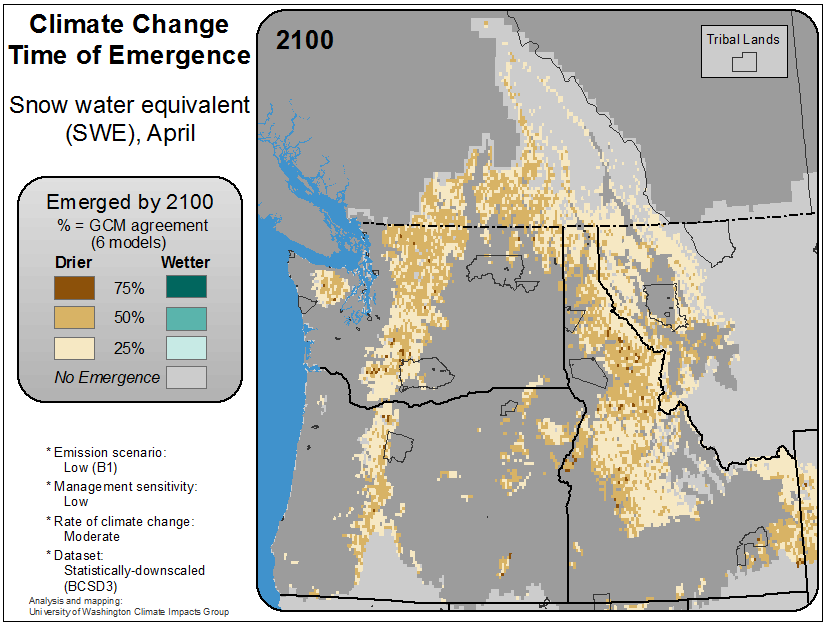 Climate Change
Time of Emergence
Snow water equivalent
(SWE), April
Emerged by 2100
% = GCM agreement
(6 models)
Drier Wetter
75%
50%
25%
No Emergence
* Emission scenario:
Low (B1)
* Management sensitivity:
Low
* Rate of climate change:
Moderate
* Dataset:
Statistically-downscaled
(BCSD3)
Analysis and mapping:
University of Washington Climate Impacts Group
2100
Tribal Lands